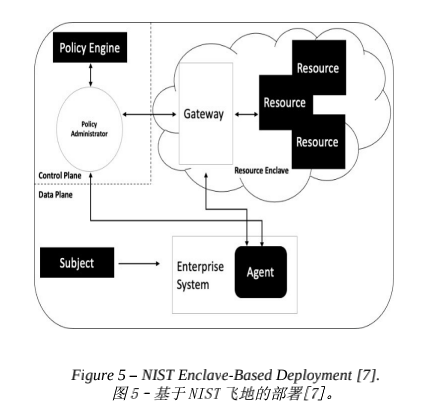 Policy Engine
Policy
Administrator
Control Plane
Data Plane
Gateway
Resource
Resource
Resource
Resource Enclave
Subject
Enterprise
System
Agent
Figure 5 – NIST Enclave-Based Deployment [7].
图 5 - 基于 NIST 飞地的部署[7]。